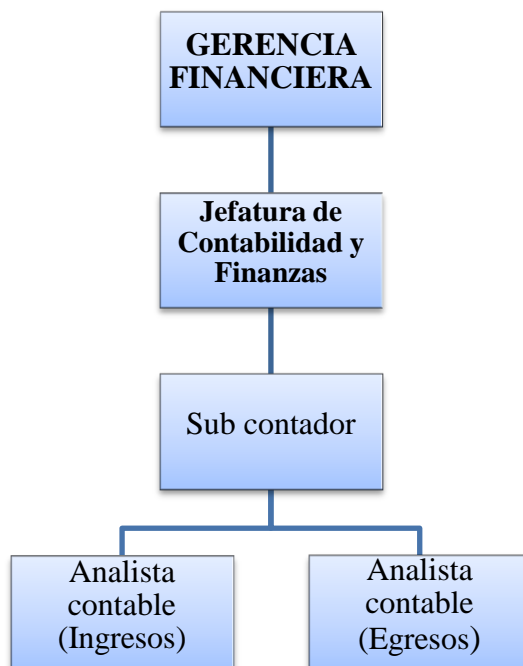 GERENCIA
FINANCIERA
Jefatura de
Contabilidad y
Finanzas
Sub contador
Analista
contable
(Ingresos)
Analista
contable
(Egresos)